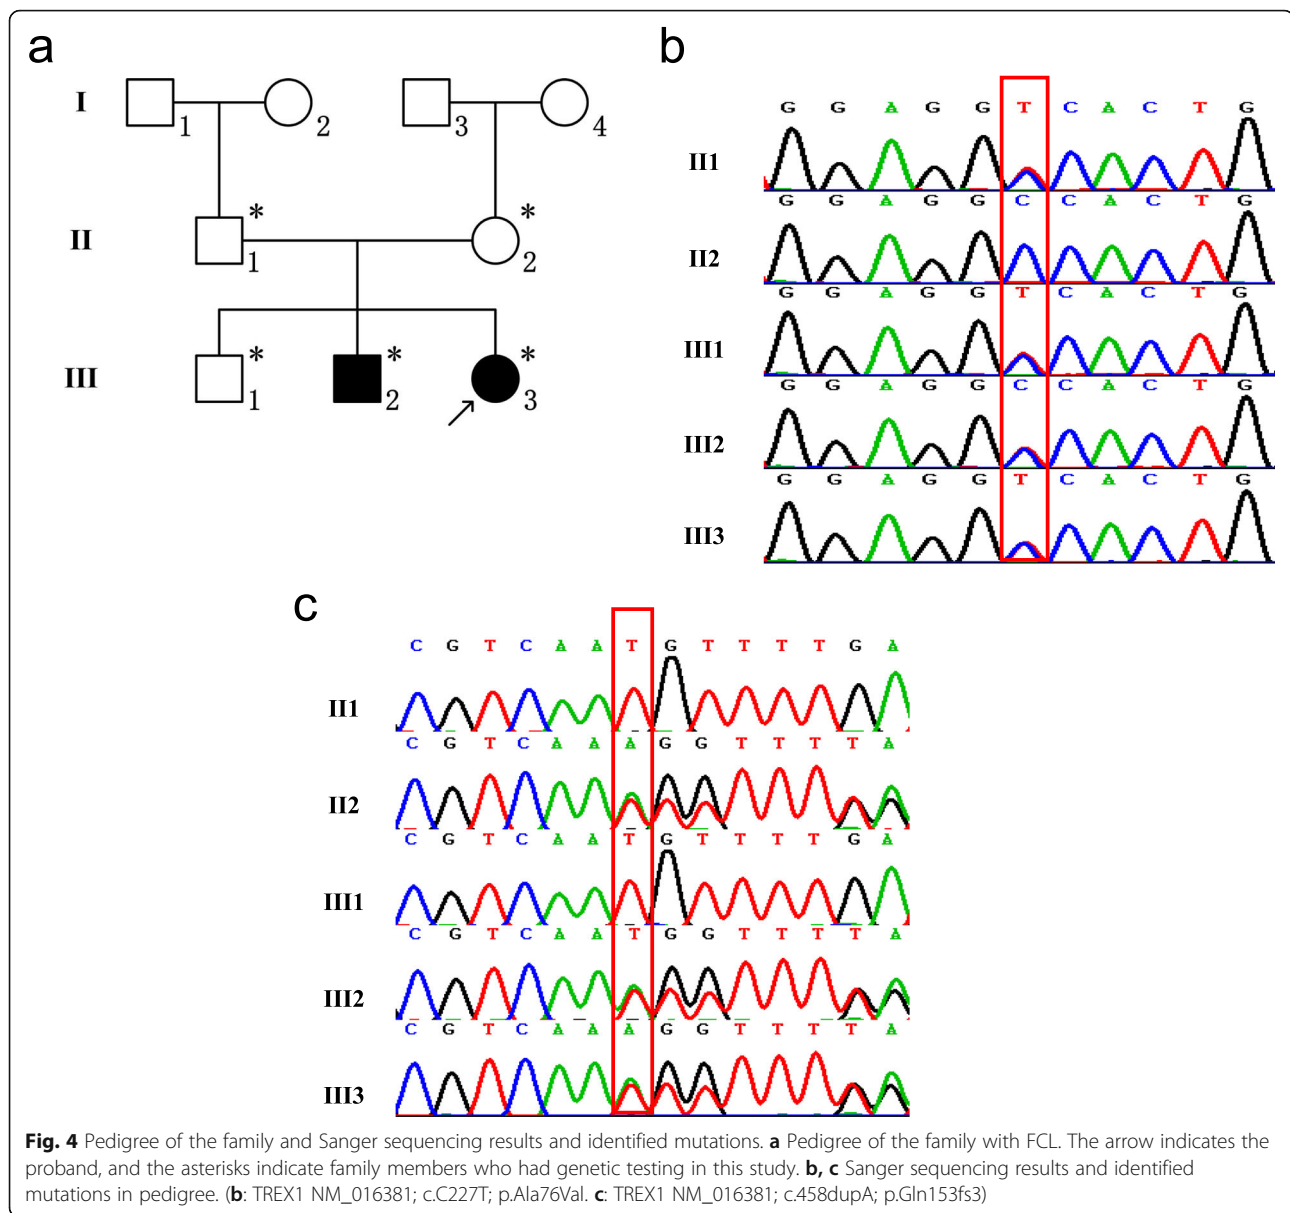 a
I
1
2
3
4
II
*
1
*
2
III
*
1
*
2
*
3
b
G G A G G T C A C T G
II1
G G A G G C C A C T G
II2
G G A G G T C A C T G
III1
G G A G G C C A C T G
III2
G G A G G T C A C T G
III3
c
C G T C A A T G T T T T G A
II1
C G T C A A A G G T T T T A
II2
C G T C A A T G T T T T G A
III1
C G T C A A T G G T T T T A
III2
C G T C A A A G G T T T T A
III3
Fig. 4 Pedigree of the family and Sanger sequencing results and identified mutations. a Pedigree of the family with FCL. The arrow indicates the
proband, and the asterisks indicate family members who had genetic testing in this study. b, c Sanger sequencing results and identified
mutations in pedigree. (b: TREX1 NM_016381; c.C227T; p.Ala76Val. c: TREX1 NM_016381; c.458dupA; p.Gln153fs3)